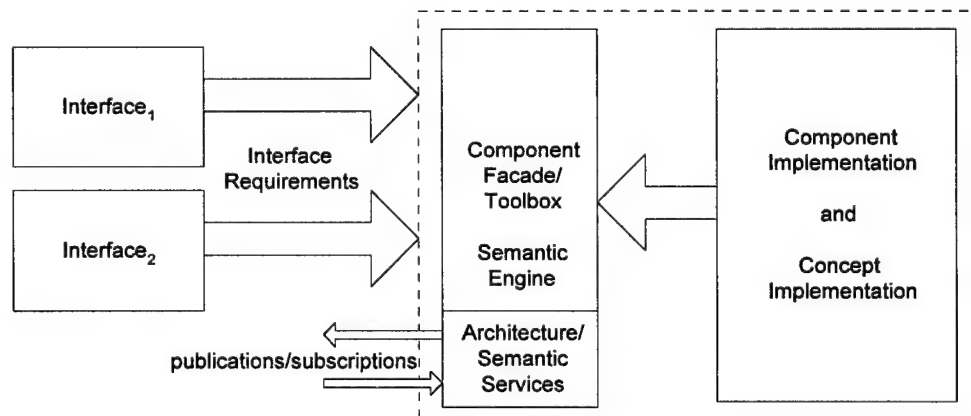 Interface₁
Interface
Requirements
Interface₂
publications/subscriptions
Component
Facade/
Toolbox
Semantic
Engine
Architecture/
Semantic
Services
Component
Implementation
and
Concept
Implementation